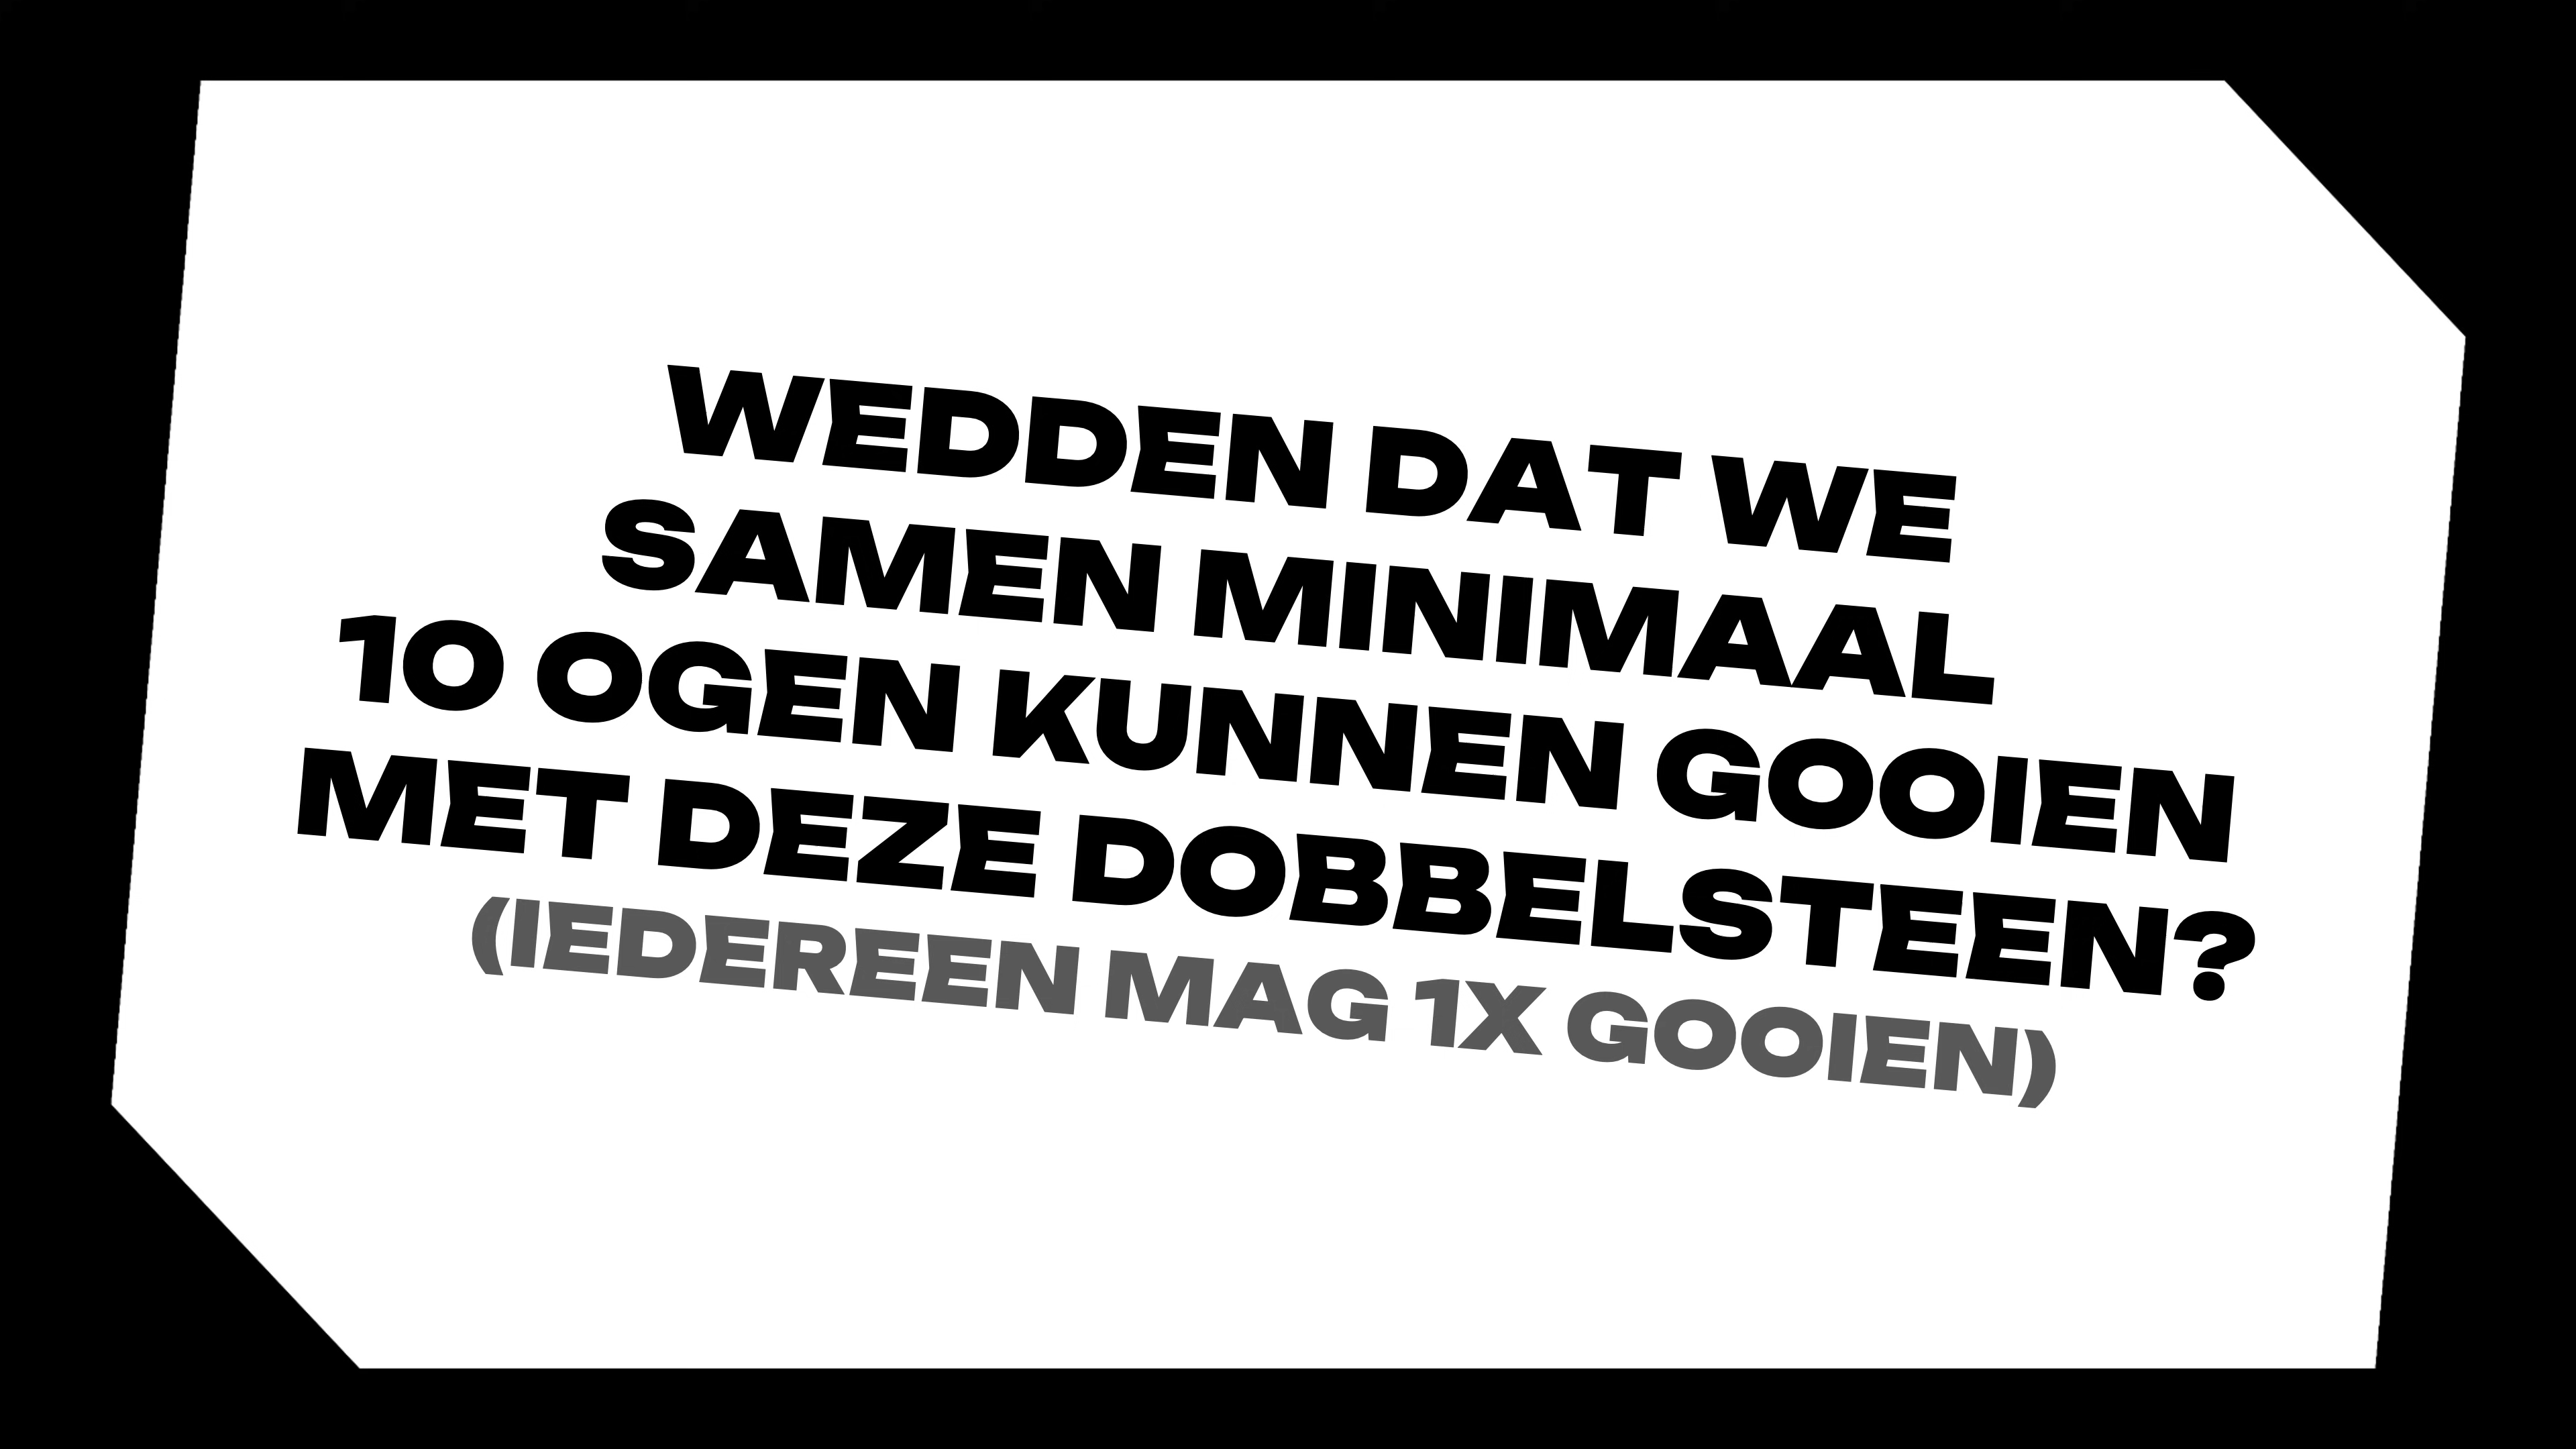 WEDDEN DAT WE
SAMEN MINIMAAL
10 OGEN KUNNEN GOOIEN
MET DEZE DOBBELSTEEN?
(IEDEREEN MAG 1X GOOIEN)